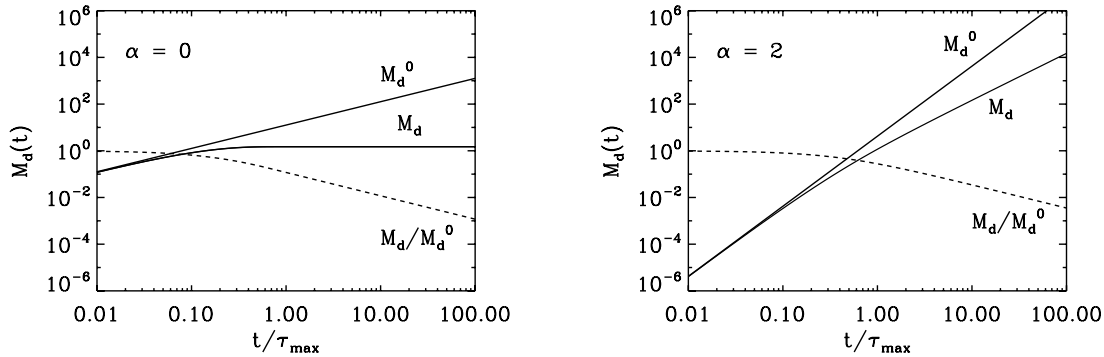 α = 0
M_d^0
M_d
M_d/M_d^0
M_d(t)
10^6
10^4
10^2
10^0
10^-2
10^-4
10^-6
0.01 0.10 1.00 10.00 100.00
t/τ_max
α = 2
M_d^0
M_d
M_d/M_d^0
M_d(t)
10^6
10^4
10^2
10^0
10^-2
10^-4
10^-6
0.01 0.10 1.00 10.00 100.00
t/τ_max